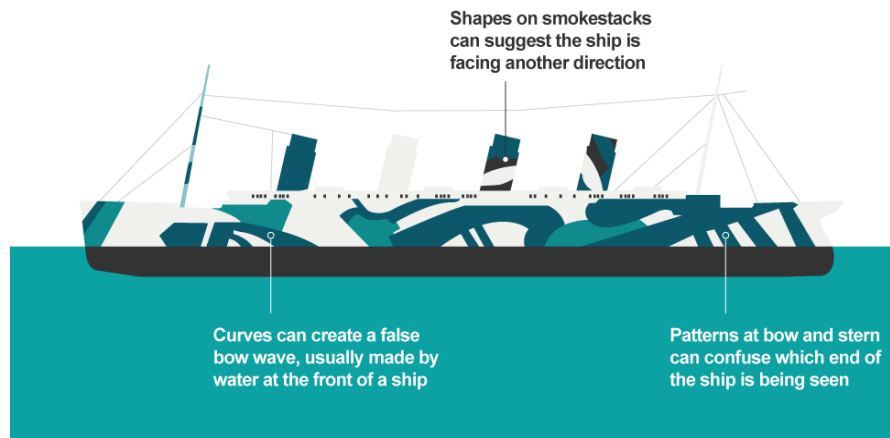 Shapes on smokestacks
can suggest the ship is
facing another direction
Curves can create a false
bow wave, usually made by
water at the front of a ship
Patterns at bow and stern
can confuse which end of
the ship is being seen